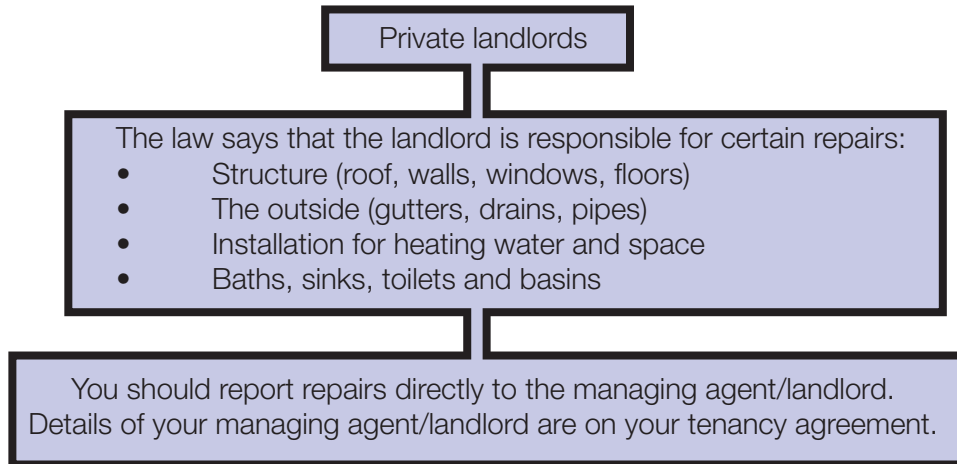 Private landlords
The law says that the landlord is responsible for certain repairs:
• Structure (roof, walls, windows, floors)
• The outside (gutters, drains, pipes)
• Installation for heating water and space
• Baths, sinks, toilets and basins
You should report repairs directly to the managing agent/landlord.
Details of your managing agent/landlord are on your tenancy agreement.